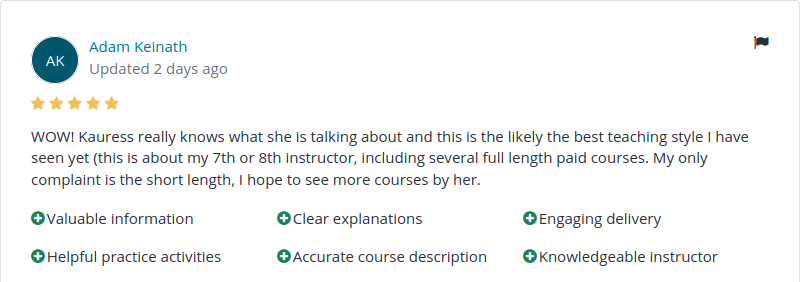 AK
Adam Keinath
Updated 2 days ago
WOW! Kauress really knows what she is talking about and this is the likely the best teaching style I have
seen yet (this is about my 7th or 8th instructor, including several full length paid courses. My only
complaint is the short length, I hope to see more courses by her.
Valuable information
Clear explanations
Engaging delivery
Helpful practice activities
Accurate course description
Knowledgeable instructor